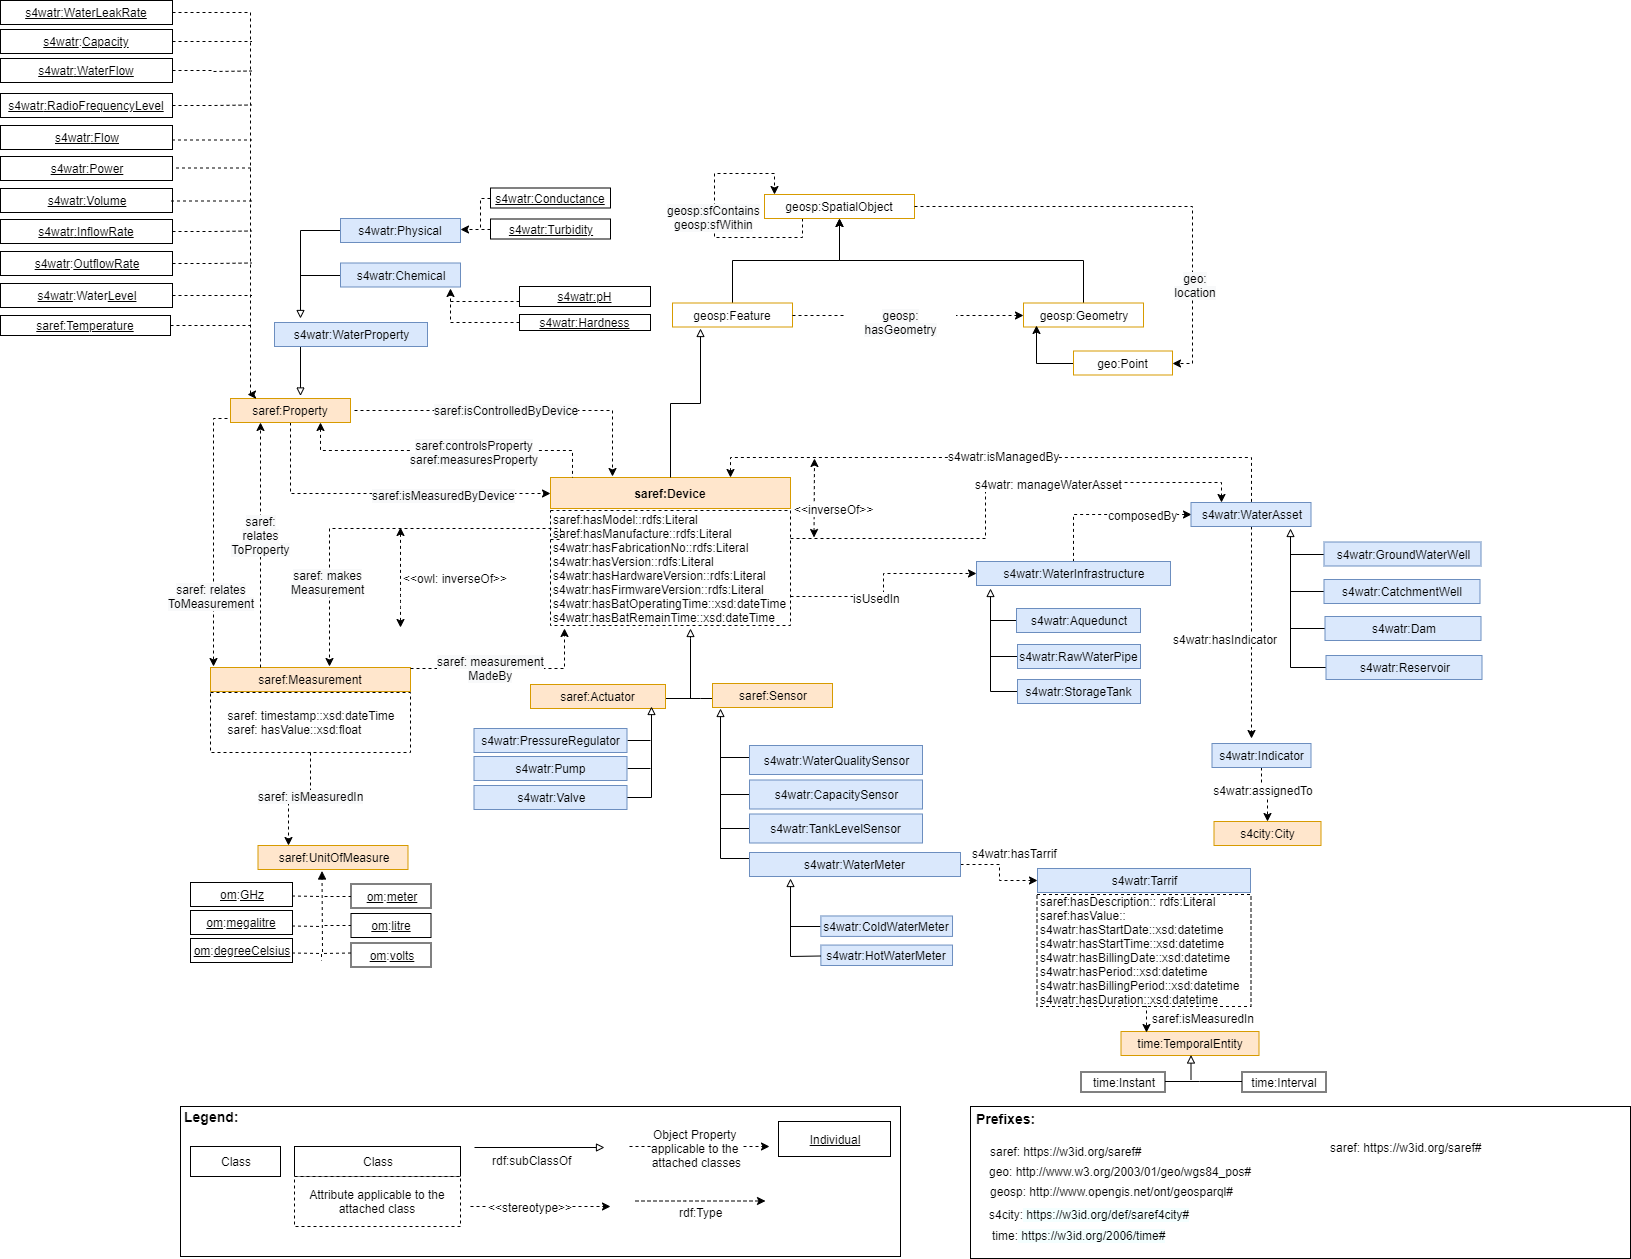 s4watr:WaterLeakRate
s4watr:Capacity
s4watr:WaterFlow
s4watr:RadioFrequencyLevel
s4watr:Flow
s4watr:Power
s4watr:Volume
s4watr:InflowRate
s4watr:OutflowRate
s4watr:WaterLevel
saref:Temperature
s4watr:Physical
s4watr:Conductance
s4watr:Turbidity
s4watr:Chemical
s4watr:pH
s4watr:Hardness
s4watr:WaterProperty
geosp:SpatialObject
geosp:sfContains
geosp:sfWithin
geo:
location
geosp:Feature
geosp:
hasGeometry
geosp:Geometry
geo:Point
saref:Property
saref:isControlledByDevice
saref:controlsProperty
saref:measuresProperty
saref:isMeasuredByDevice
saref:
relates
ToProperty
saref: relates
ToMeasurement
saref: makes
Measurement
<<owl: inverseOf>>
saref:Device
saref:hasModel::rdfs:Literal
saref:hasManufacture::rdfs:Literal
s4watr:hasFabricationNo::rdfs:Literal
s4watr:hasVersion::rdfs:Literal
s4watr:hasHardwareVersion::rdfs:Literal
s4watr:hasFirmwareVersion::rdfs:Literal
s4watr:hasBatOperatingTime::xsd:dateTime
s4watr:hasBatRemainTime::xsd:dateTime
<<inverseOf>>
s4watr:isManagedBy
s4watr: manageWaterAsset
composedBy
isUsedIn
s4watr:WaterAsset
s4watr:GroundWaterWell
s4watr:CatchmentWell
s4watr:Dam
s4watr:Reservoir
s4watr:hasIndicator
s4watr:WaterInfrastructure
s4watr:Aquedunct
s4watr:RawWaterPipe
s4watr:StorageTank
saref:Measurement
saref: timestamp::xsd:dateTime
saref: hasValue::xsd:float
saref: measurement
MadeBy
saref: isMeasuredIn
saref:UnitOfMeasure
om:GHz
om:meter
om:megalitre
om:litre
om:degreeCelsius
om:volts
saref:Actuator
saref:Sensor
s4watr:PressureRegulator
s4watr:Pump
s4watr:Valve
s4watr:WaterQualitySensor
s4watr:CapacitySensor
s4watr:TankLevelSensor
s4watr:WaterMeter
s4watr:ColdWaterMeter
s4watr:HotWaterMeter
s4watr:hasTarrif
s4watr:Indicator
s4watr:assignedTo
s4city:City
s4watr:Tarrif
saref:hasDescription:: rdfs:Literal
saref:hasValue::
s4watr:hasStartDate::xsd:datetime
s4watr:hasStartTime::xsd:datetime
s4watr:hasBillingDate::xsd:datetime
s4watr:hasPeriod::xsd:datetime
s4watr:hasBillingPeriod::xsd:datetime
s4watr:hasDuration::xsd:datetime
saref:isMeasuredIn
time:TemporalEntity
time:Instant
time:Interval
Legend:
Class
Class
Attribute applicable to the
attached class
rdf:subClassOf
<<stereotype>>
Object Property
applicable to the
attached classes
rdf:Type
Individual
Prefixes:
saref: https://w3id.org/saref#
saref: https://w3id.org/saref#
geo: http://www.w3.org/2003/01/geo/wgs84_pos#
geosp: http://www.opengis.net/ont/geosparql#
s4city: https://w3id.org/def/saref4city#
time: https://w3id.org/2006/time#